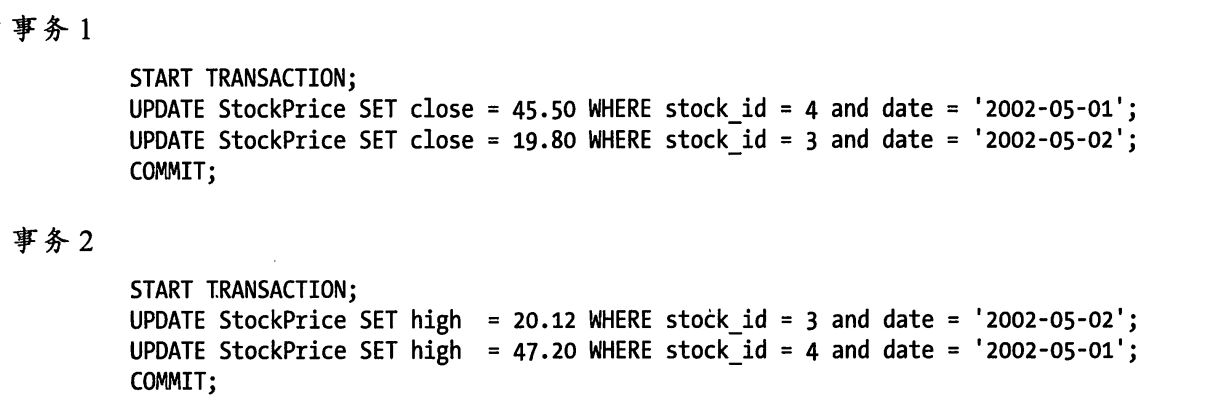 事务 1
START TRANSACTION;
UPDATE StockPrice SET close = 45.50 WHERE stock_id = 4 and date = '2002-05-01';
UPDATE StockPrice SET close = 19.80 WHERE stock_id = 3 and date = '2002-05-02';
COMMIT;
事务 2
START TRANSACTION;
UPDATE StockPrice SET high  = 20.12 WHERE stock_id = 3 and date = '2002-05-02';
UPDATE StockPrice SET high  = 47.20 WHERE stock_id = 4 and date = '2002-05-01';
COMMIT;